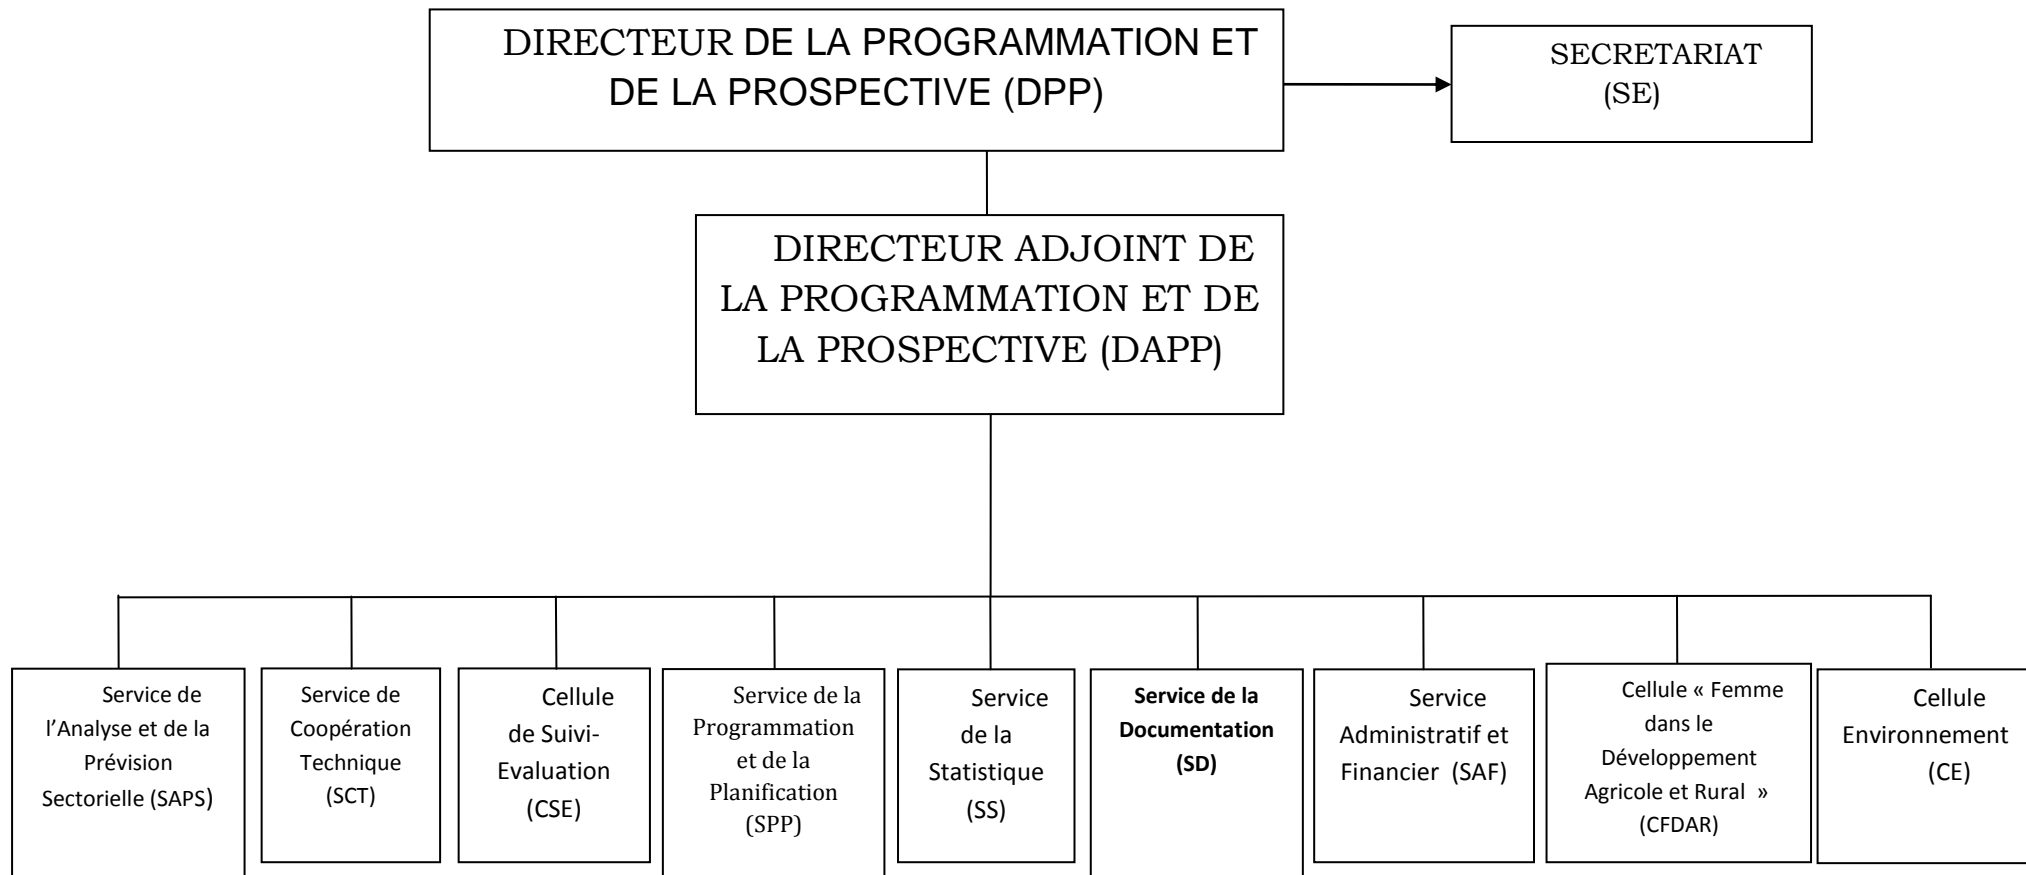 DIRECTEUR DE LA PROGRAMMATION ET
DE LA PROSPECTIVE (DPP)
SECRETARIAT
(SE)
DIRECTEUR ADJOINT DE
LA PROGRAMMATION ET DE
LA PROSPECTIVE (DAPP)
Service de
l’Analyse et de la
Prévision
Sectorielle (SAPS)
Service de
Coopération
Technique
(SCT)
Cellule
de Suivi-
Evaluation
(CSE)
Service de la
Programmation
et de la
Planification
(SPP)
Service
de la
Statistique
(SS)
Service de la
Documentation
(SD)
Service
Administratif et
Financier (SAF)
Cellule « Femme
dans le
Développement
Agricole et Rural »
(CFDAR)
Cellule
Environnement
(CE)